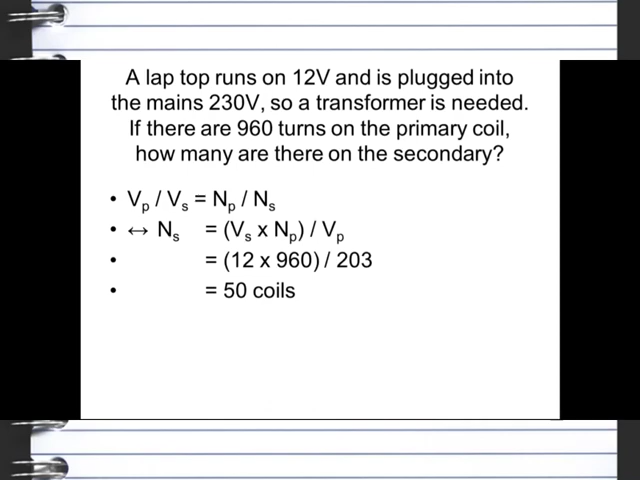 A lap top runs on 12V and is plugged into
the mains 230V, so a transformer is needed.
If there are 960 turns on the primary coil,
how many are there on the secondary?
• Vp / Vs = Np / Ns
• ↔ Ns = (Vs x Np) / Vp
• = (12 x 960) / 203
• = 50 coils